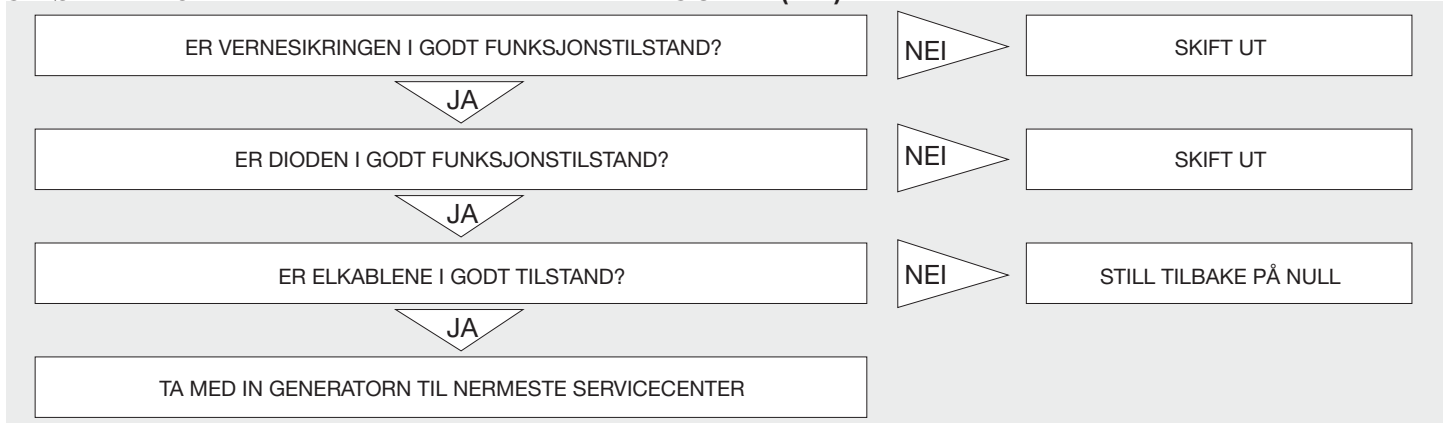 ER VERNESIKRINGEN I GODT FUNKSJONSTILSTAND?
NEI
SKIFT UT
JA
ER DIODEN I GODT FUNKSJONSTILSTAND?
NEI
SKIFT UT
JA
ER ELKABLENE I GODT TILSTAND?
NEI
STILL TILBAKE PÅ NULL
JA
TA MED IN GENERATORN TIL NERMESTE SERVICECENTER